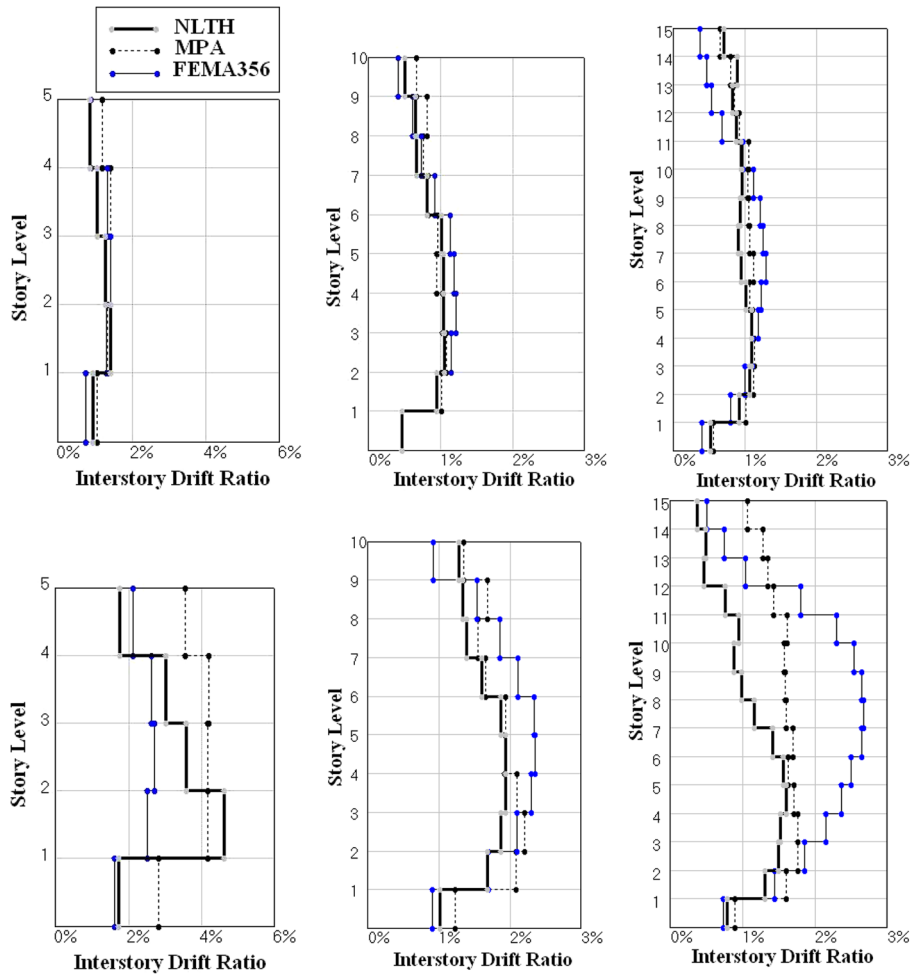 NLTH
MPA
FEMA356
5
4
3
2
1
0% 2% 4% 6%
Story Level
Interstory Drift Ratio
10
9
8
7
6
5
4
3
2
1
0% 1% 2% 3%
Story Level
Interstory Drift Ratio
15
14
13
12
11
10
9
8
7
6
5
4
3
2
1
0% 1% 2% 3%
Story Level
Interstory Drift Ratio
5
4
3
2
1
0% 2% 4% 6%
Story Level
Interstory Drift Ratio
10
9
8
7
6
5
4
3
2
1
0% 1% 2% 3%
Story Level
Interstory Drift Ratio
15
14
13
12
11
10
9
8
7
6
5
4
3
2
1
0% 1% 2% 3%
Story Level
Interstory Drift Ratio